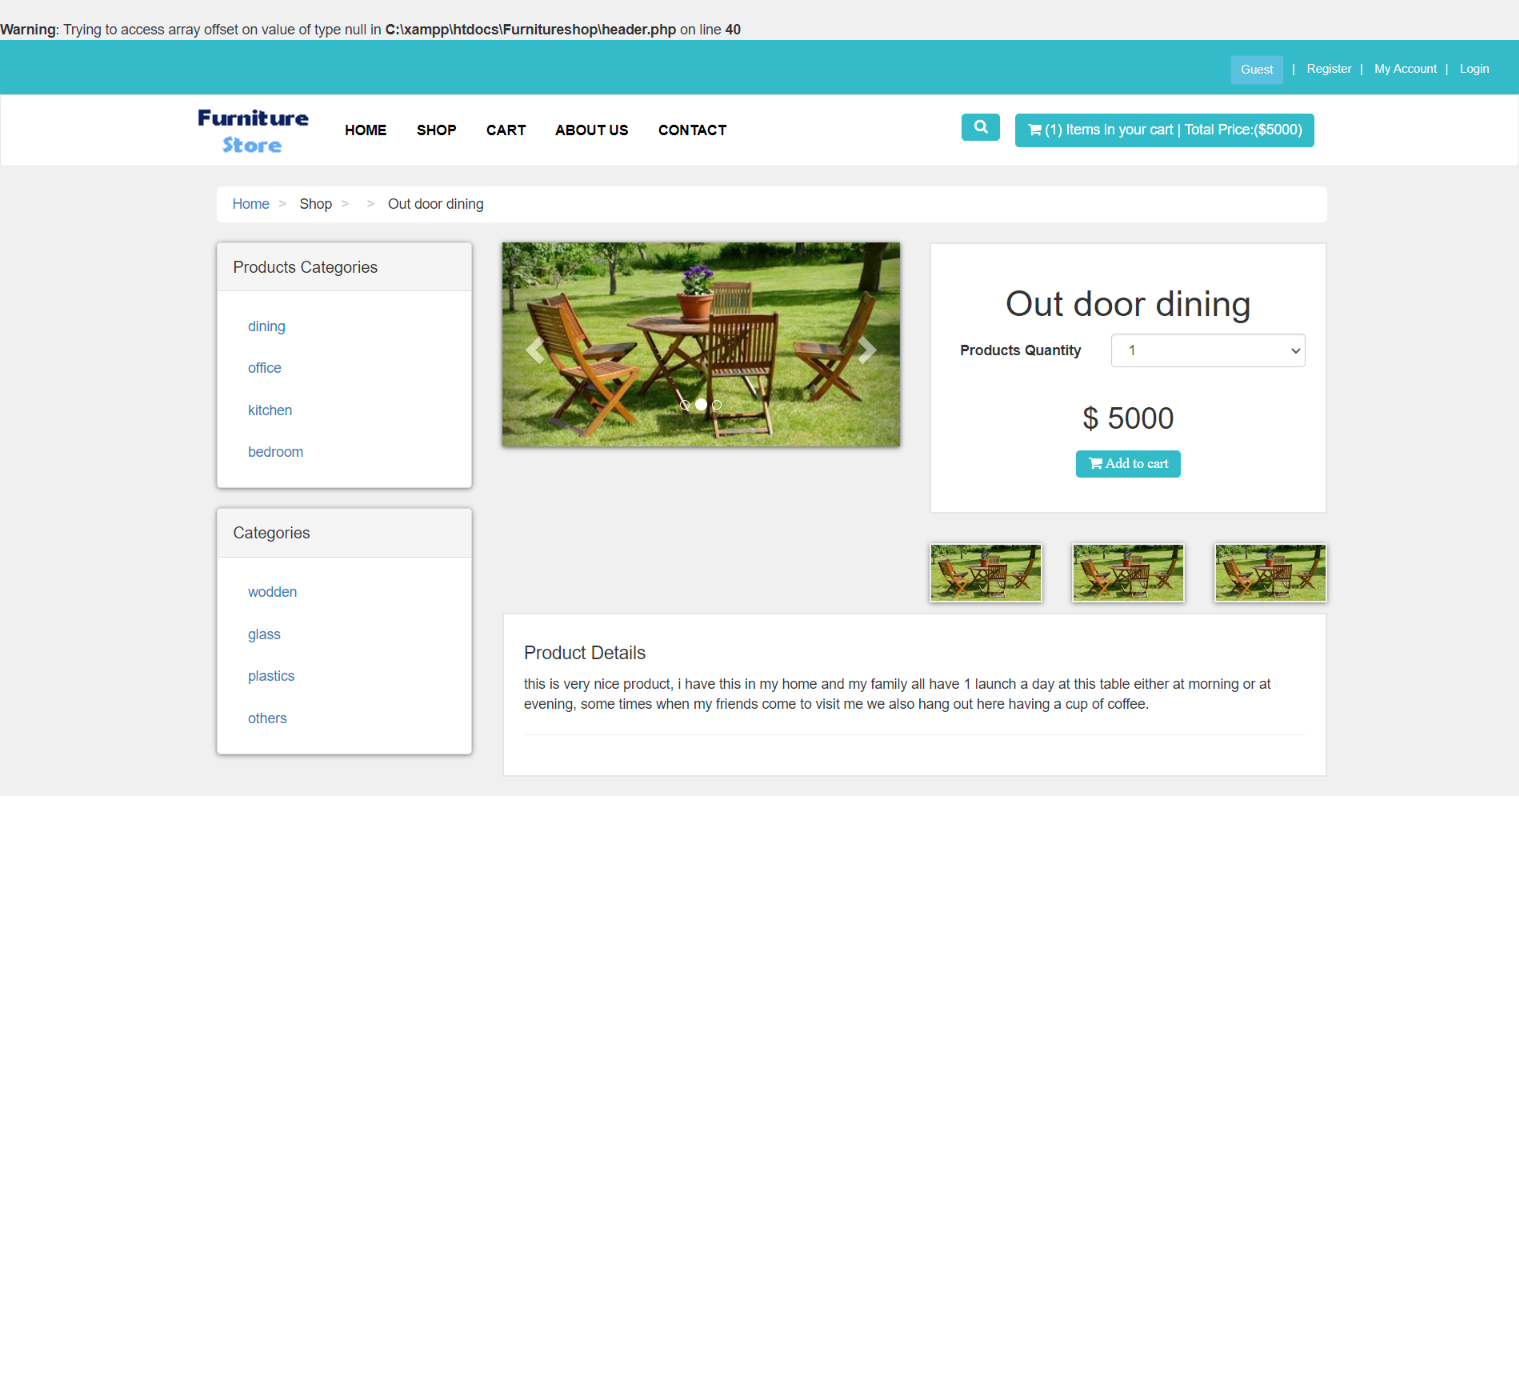 Warning: Trying to access array offset on value of type null in C:\xampp\htdocs\Furnitureshop\header.php on line 40
Guest | Register | My Account | Login
Furniture
Store
HOME SHOP CART ABOUT US CONTACT
(1) Items in your cart | Total Price:($5000)
Home > Shop > > Out door dining
Products Categories
dining
office
kitchen
bedroom
Categories
wodden
glass
plastics
others
Out door dining
Products Quantity 1
$ 5000
Add to cart
Product Details
this is very nice product, i have this in my home and my family all have 1 launch a day at this table either at morning or at
evening, some times when my friends come to visit me we also hang out here having a cup of coffee.